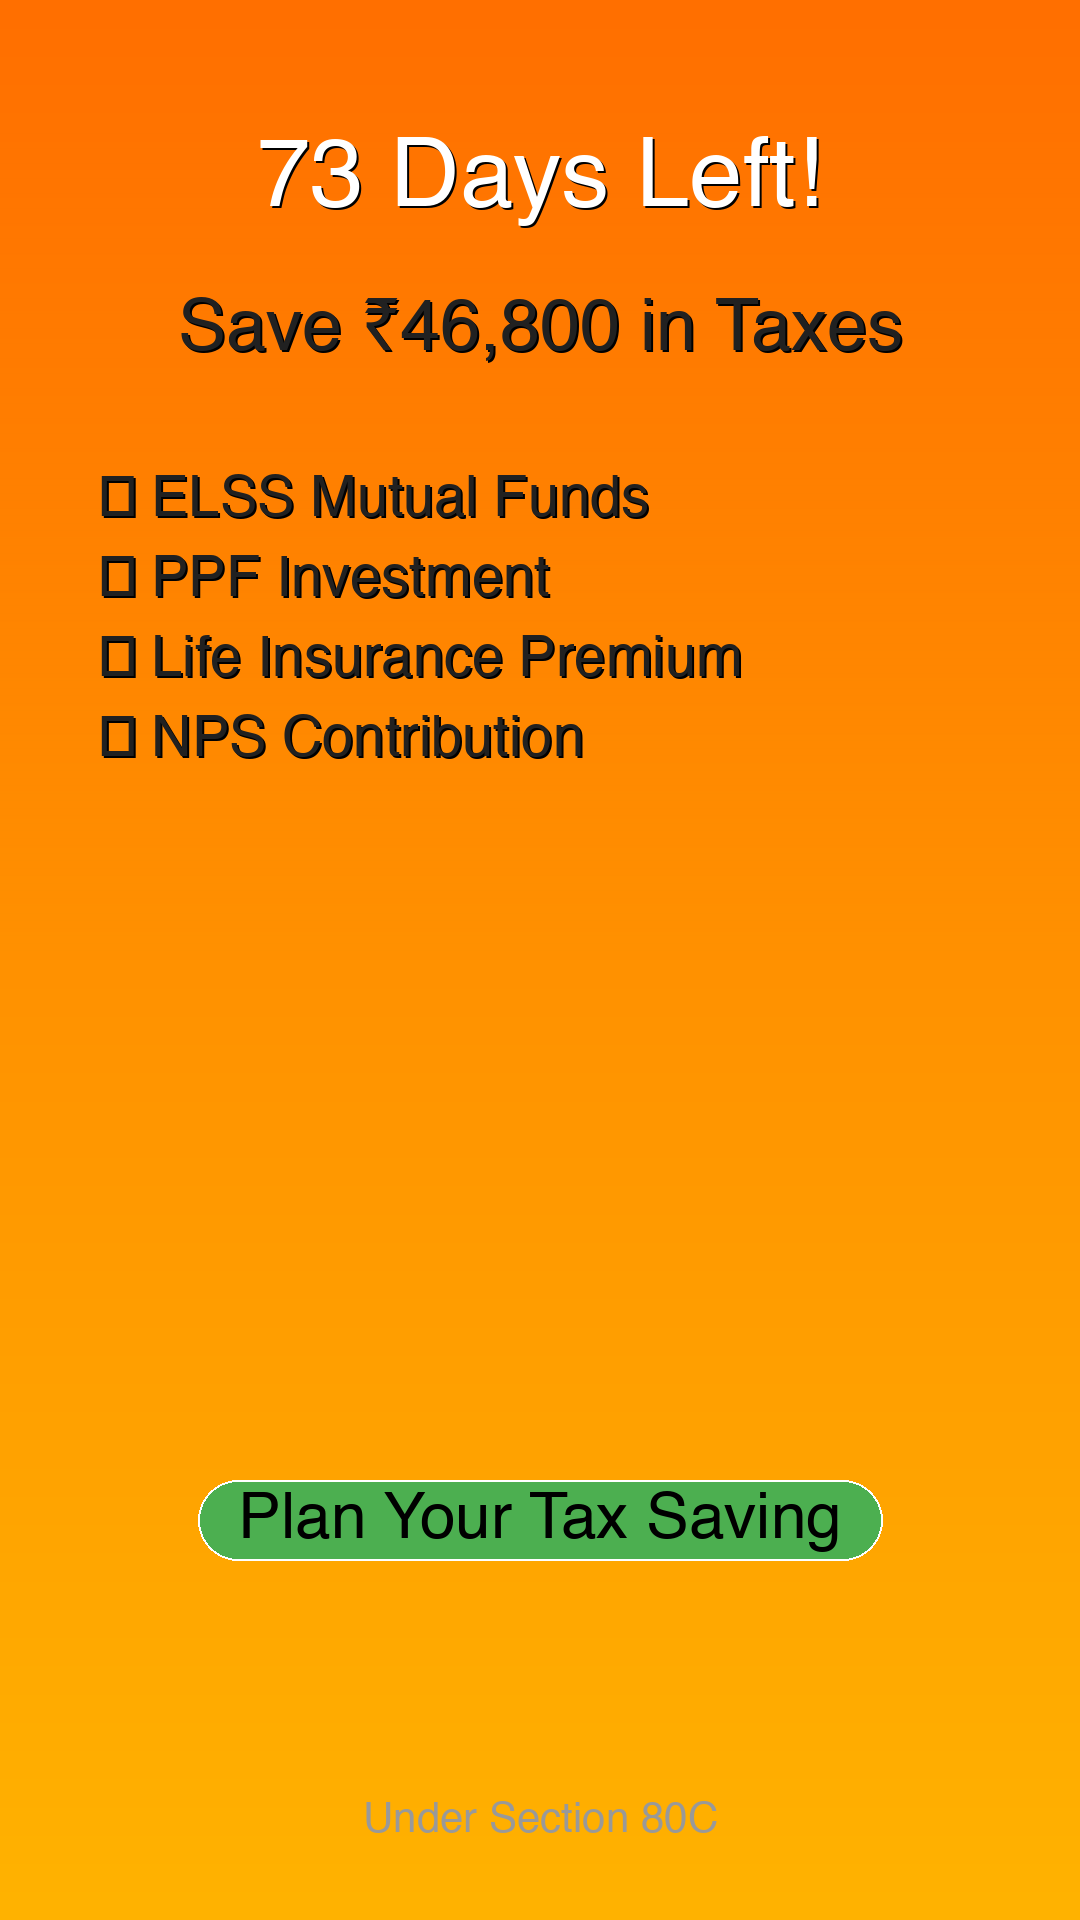 73 Days Left!
Save ₹46,800 in Taxes
□ ELSS Mutual Funds
□ PPF Investment
□ Life Insurance Premium
□ NPS Contribution
Plan Your Tax Saving
Under Section 80C